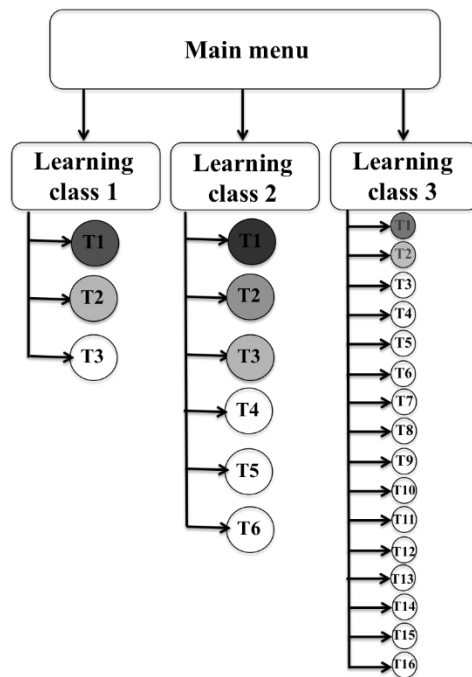 Main menu
Learning
class 1
Learning
class 2
Learning
class 3
T1
T2
T3
T1
T2
T3
T4
T5
T6
T1
T2
T3
T4
T5
T6
T7
T8
T9
T10
T11
T12
T13
T14
T15
T16